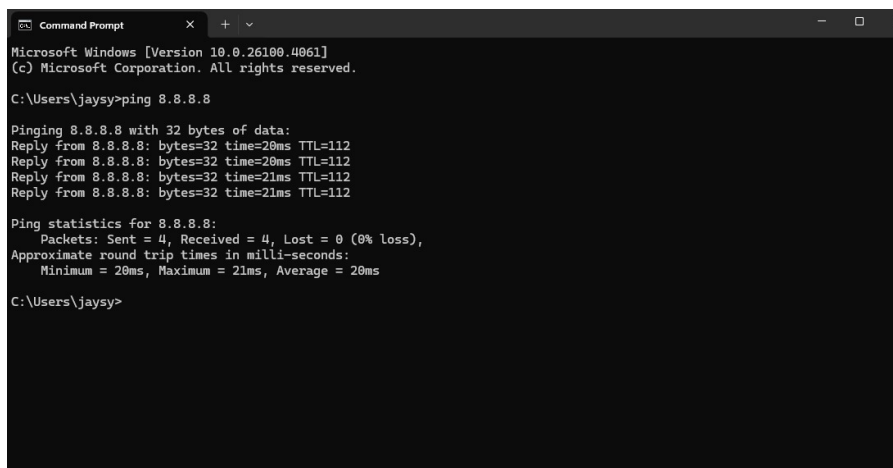 Command Prompt
Microsoft Windows [Version 10.0.26100.4061]
(c) Microsoft Corporation. All rights reserved.
C:\Users\jaysy>ping 8.8.8.8
Pinging 8.8.8.8 with 32 bytes of data:
Reply from 8.8.8.8: bytes=32 time=20ms TTL=112
Reply from 8.8.8.8: bytes=32 time=20ms TTL=112
Reply from 8.8.8.8: bytes=32 time=21ms TTL=112
Reply from 8.8.8.8: bytes=32 time=21ms TTL=112
Ping statistics for 8.8.8.8:
    Packets: Sent = 4, Received = 4, Lost = 0 (0% loss),
Approximate round trip times in milli-seconds:
    Minimum = 20ms, Maximum = 21ms, Average = 20ms
C:\Users\jaysy>